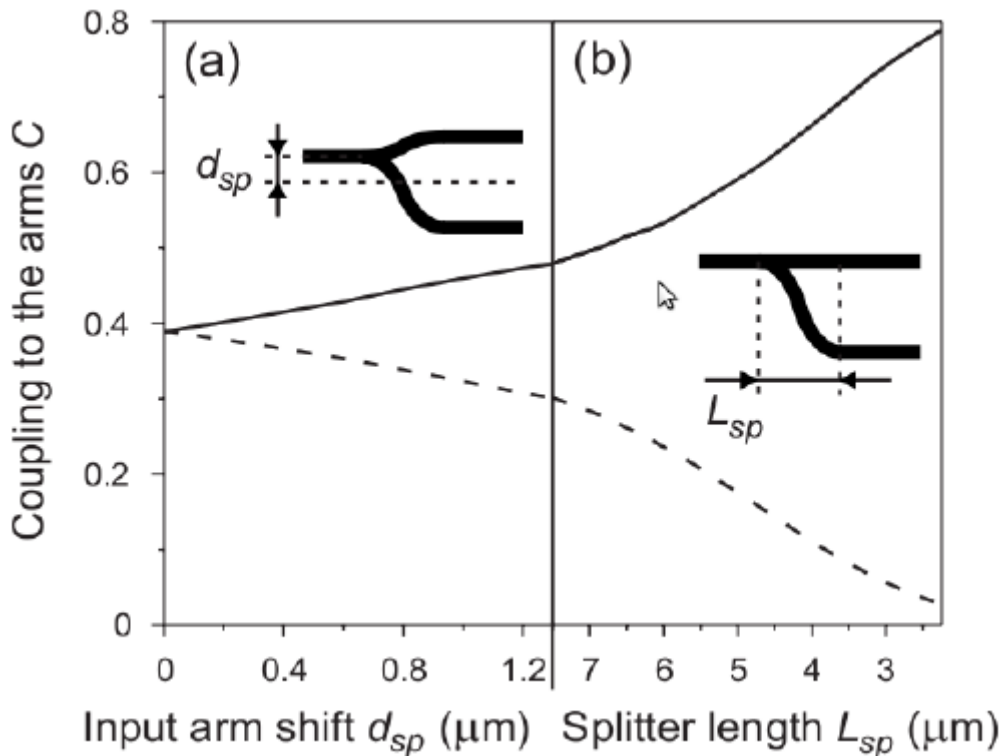 Coupling to the arms C
0.8
0.6
0.4
0.2
0
(a)
d_sp
(b)
L_sp
0 0.4 0.8 1.2 7 6 5 4 3
Input arm shift d_sp (μm) Splitter length L_sp (μm)